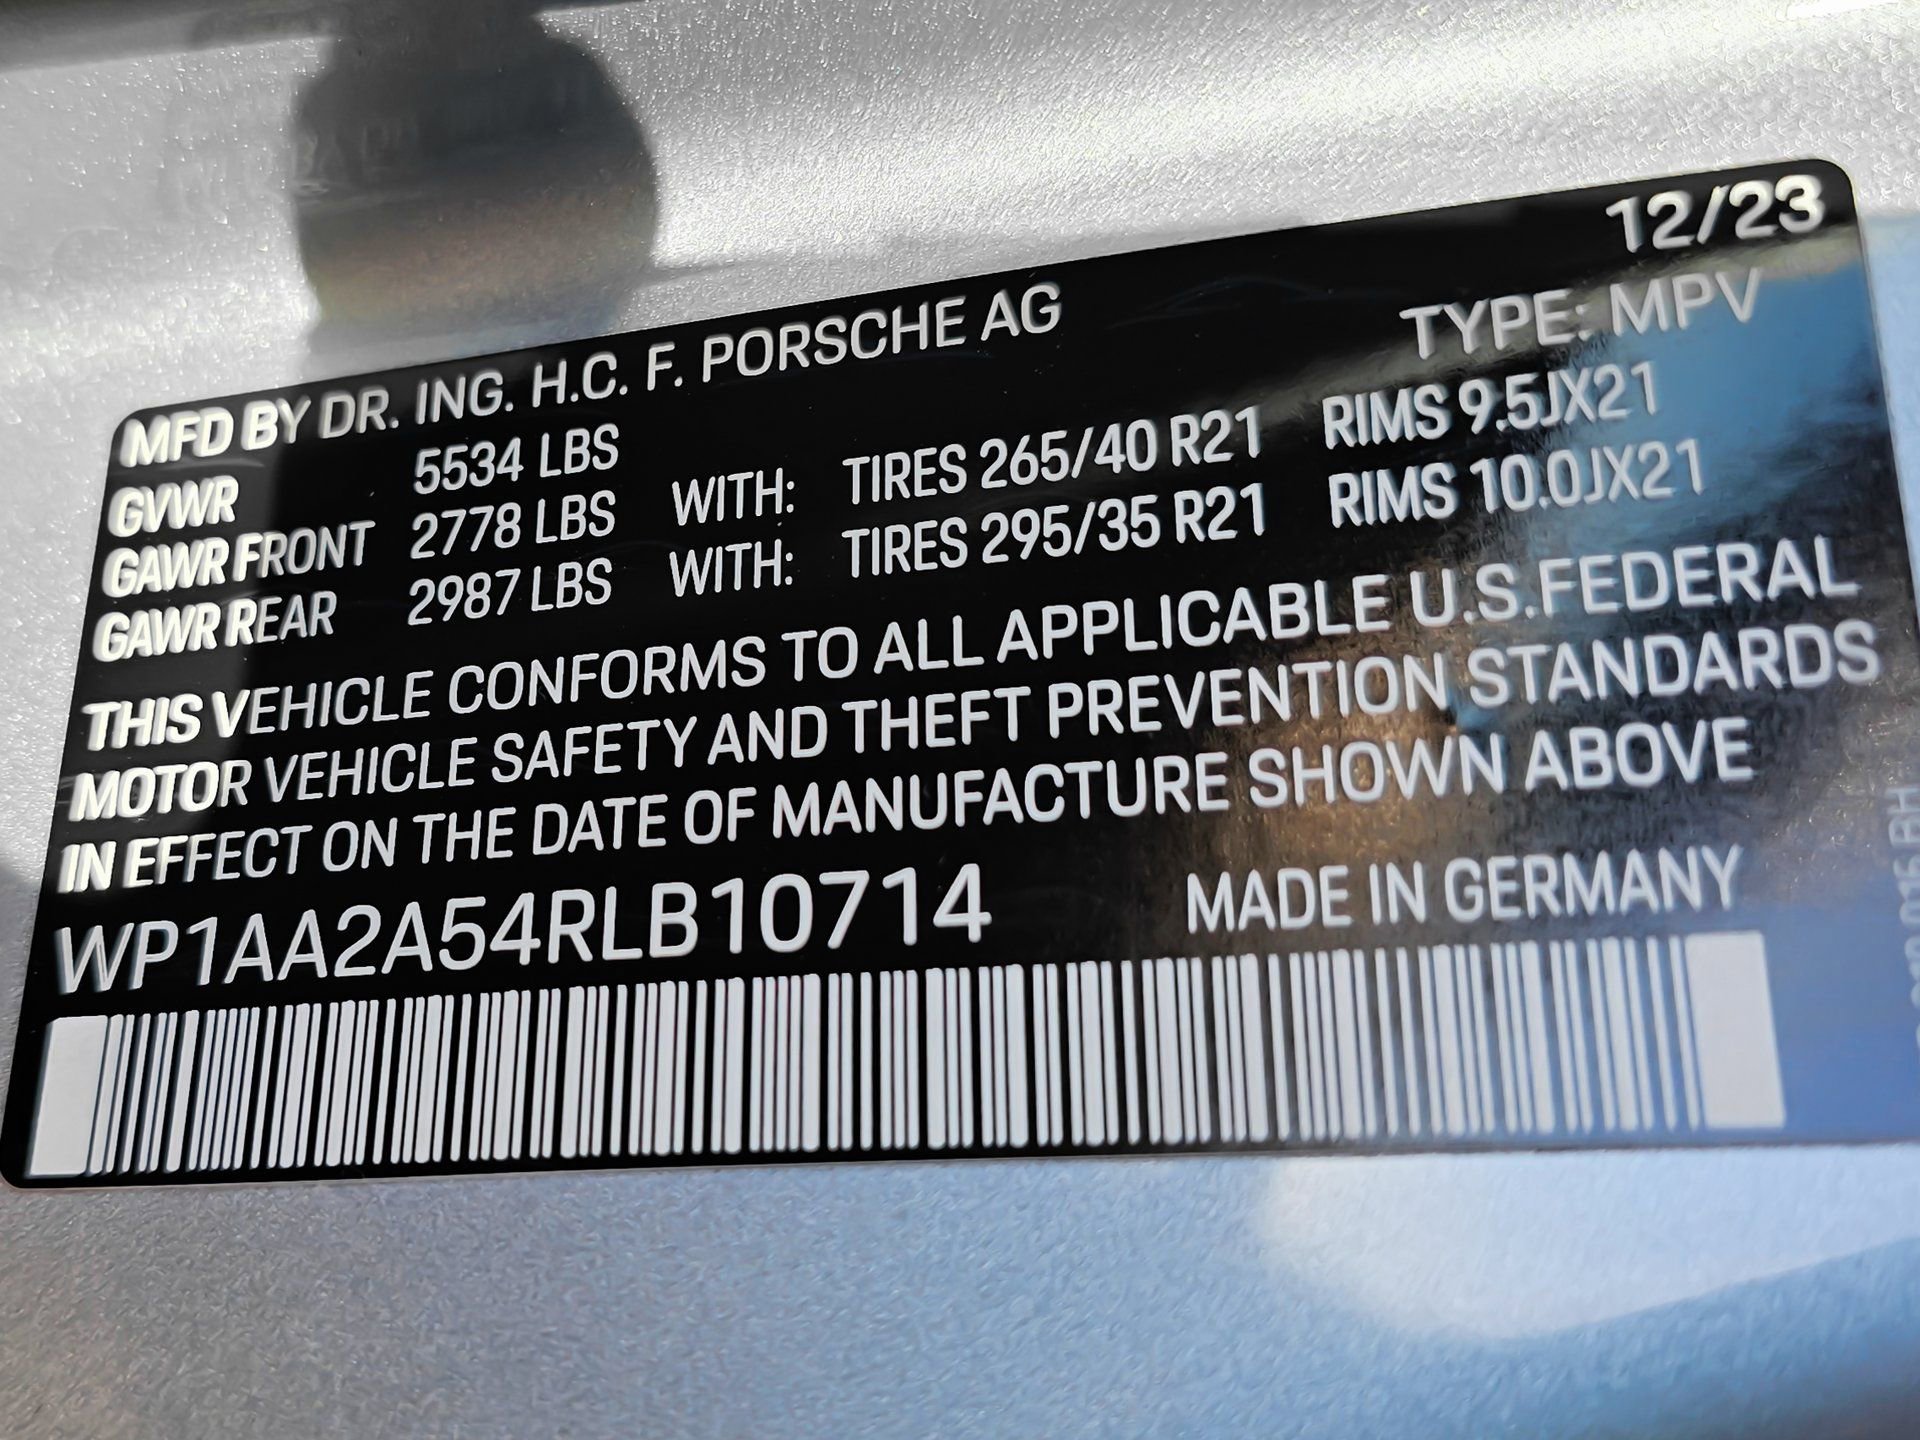 12/23
MFD BY DR. ING. H.C. F. PORSCHE AG
TYPE: MPV
GVWR 5534 LBS
GAWR FRONT 2778 LBS WITH: TIRES 265/40 R21 RIMS 9.5JX21
GAWR REAR 2987 LBS WITH: TIRES 295/35 R21 RIMS 10.0JX21
THIS VEHICLE CONFORMS TO ALL APPLICABLE U.S.FEDERAL
MOTOR VEHICLE SAFETY AND THEFT PREVENTION STANDARDS
IN EFFECT ON THE DATE OF MANUFACTURE SHOWN ABOVE
WP1AA2A54RLB10714 MADE IN GERMANY